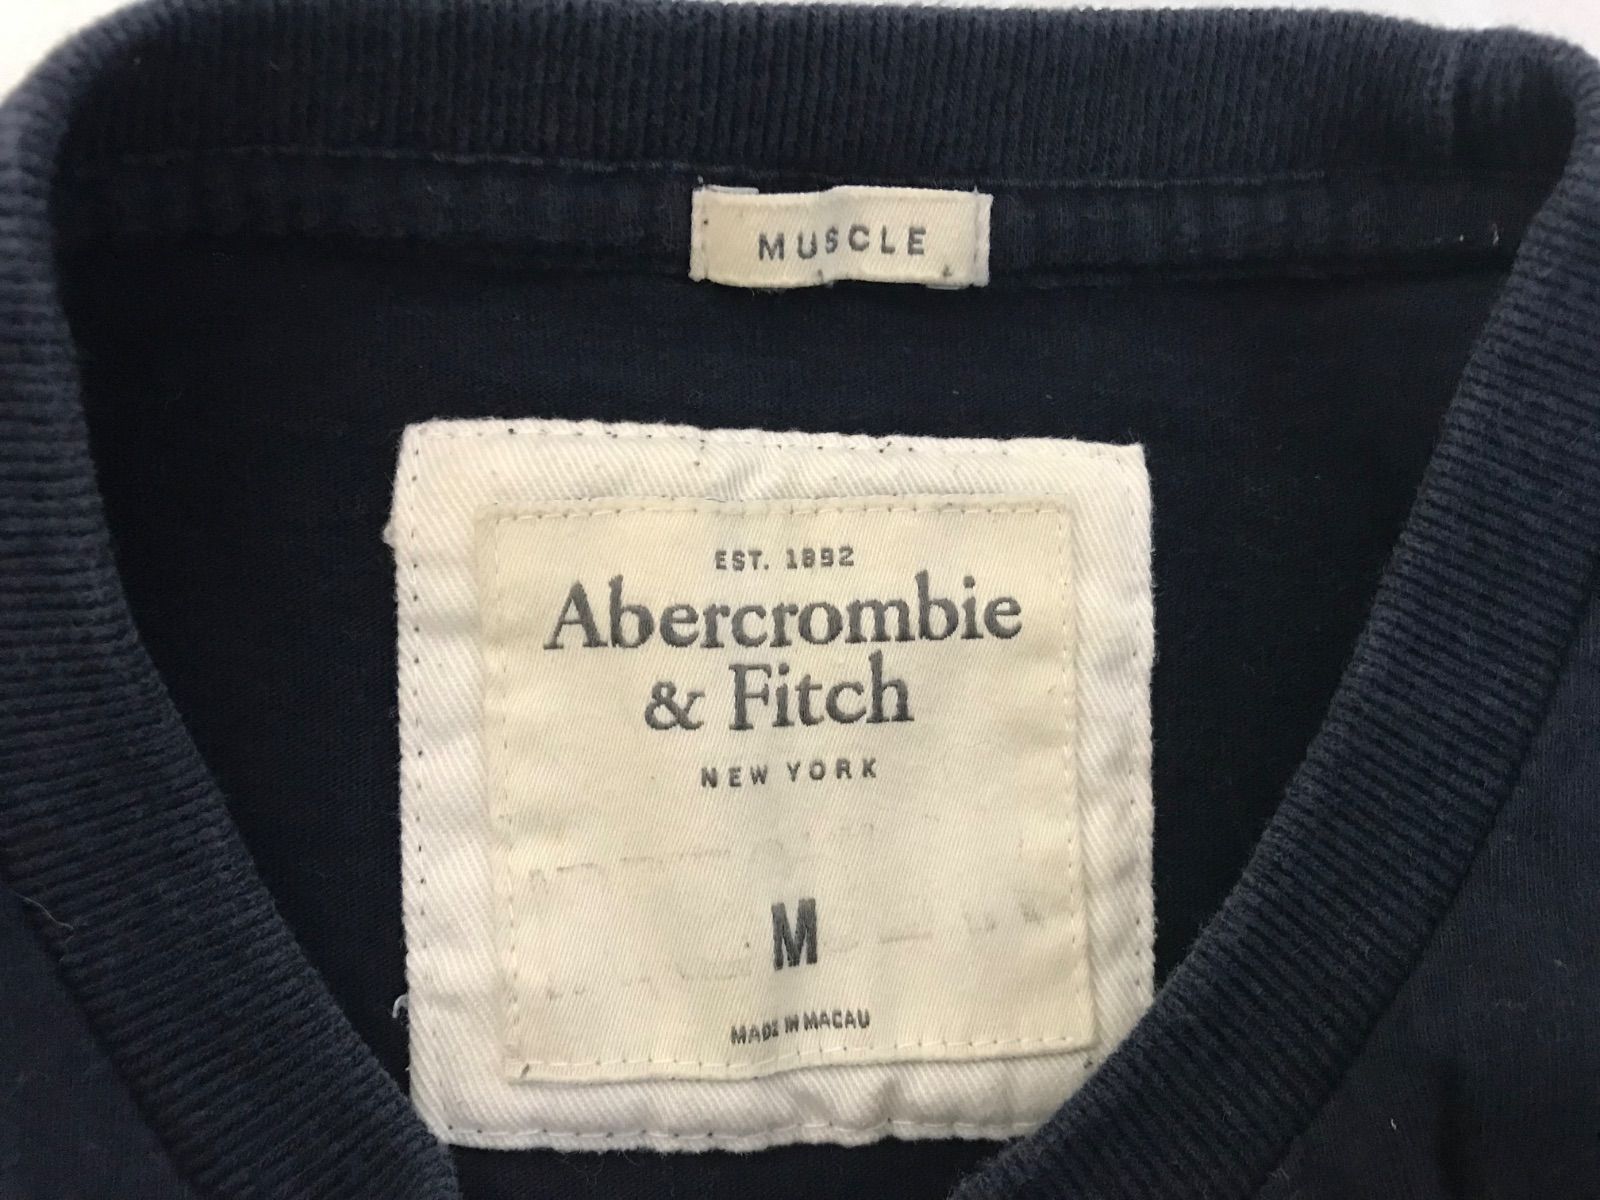 MUSCLE
EST. 1892
Abercrombie
& Fitch
NEW YORK
M
MADE IN MACAU